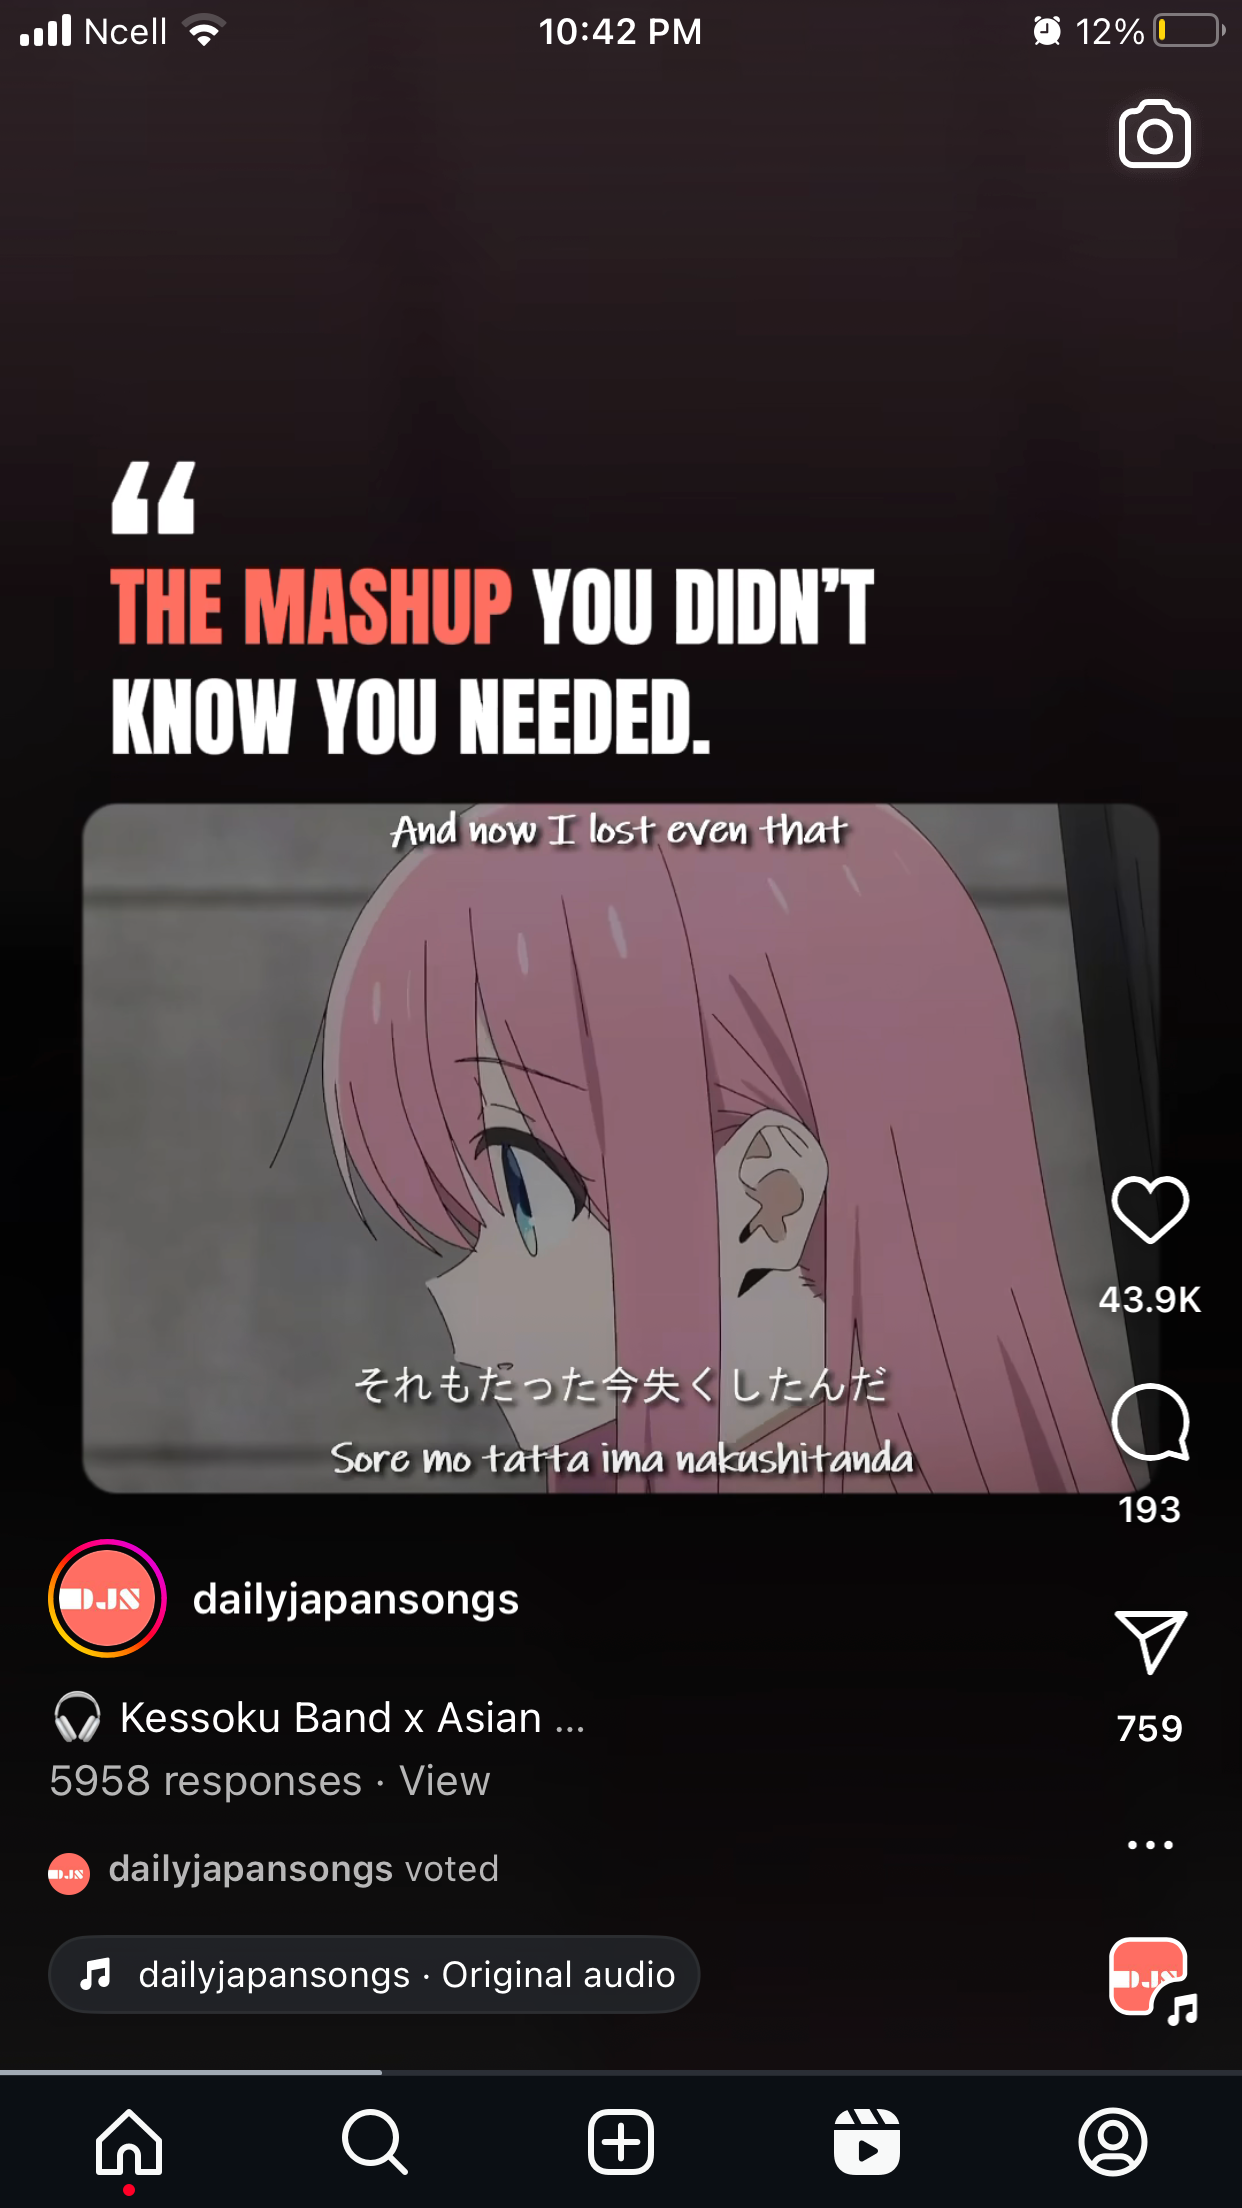 Ncell
10:42 PM
12%
“
THE MASHUP YOU DIDN’T
KNOW YOU NEEDED.
And now I lost even that
それもたった今失くしたんだ
Sore mo tatta ima nakushitanda
43.9K
193
DJS
dailyjapansongs
759
🎧 Kessoku Band x Asian ...
5958 responses · View
DJS
dailyjapansongs voted
dailyjapansongs · Original audio
DJS